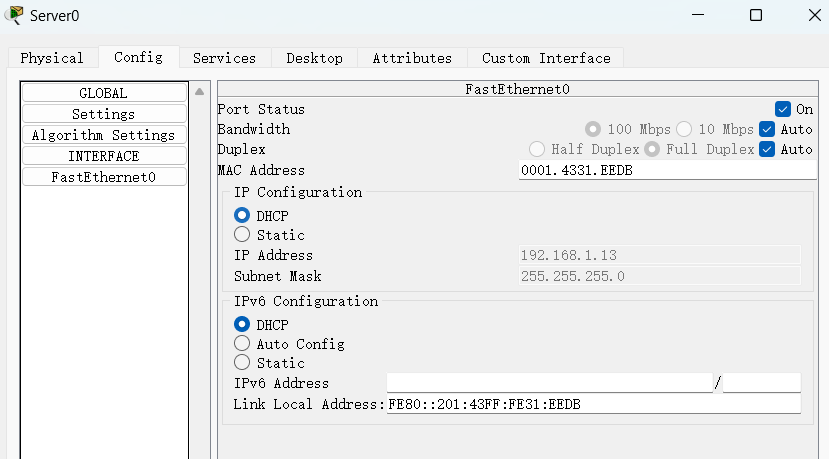 Server0
Physical Config Services Desktop Attributes Custom Interface
GLOBAL
Settings
Algorithm Settings
INTERFACE
FastEthernet0
FastEthernet0
Port Status On
Bandwidth 100 Mbps 10 Mbps Auto
Duplex Half Duplex Full Duplex Auto
MAC Address 0001.4331.EEDB
IP Configuration
DHCP
Static
IP Address 192.168.1.13
Subnet Mask 255.255.255.0
IPv6 Configuration
DHCP
Auto Config
Static
IPv6 Address /
Link Local Address: FE80::201:43FF:FE31:EEDB